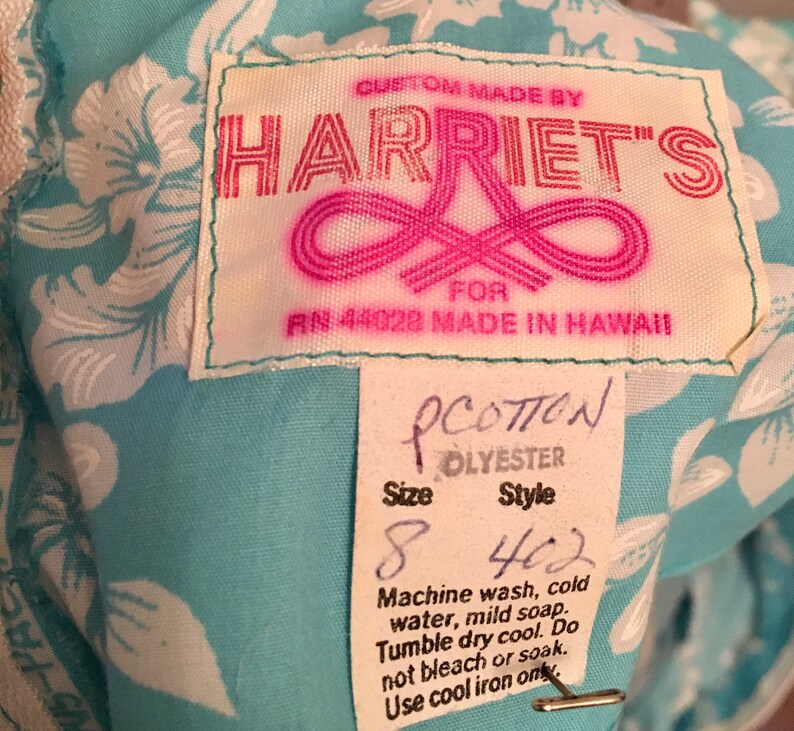 CUSTOM MADE BY
HARRIET"S
FOR
RN 44028 MADE IN HAWAII
PCOTTON
OLYESTER
Size Style
8 402
Machine wash, cold
water, mild soap.
Tumble dry cool. Do
not bleach or soak.
Use cool iron only.